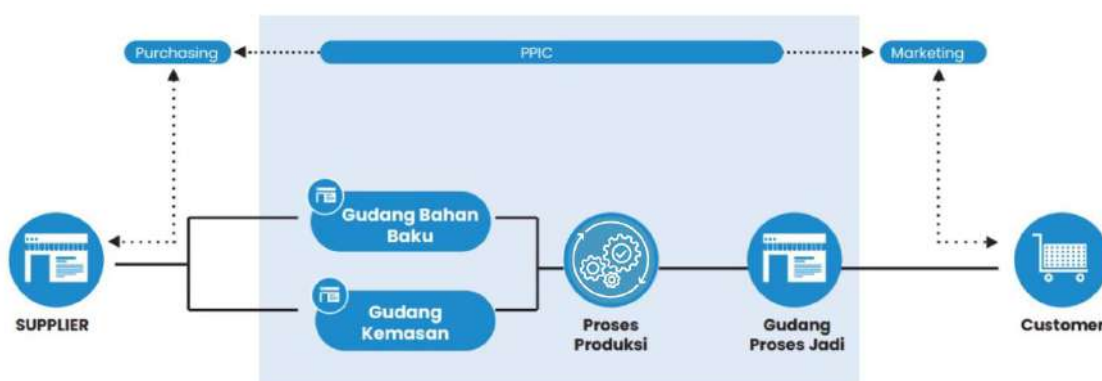 Purchasing
PPIC
Marketing
Gudang Bahan
Baku
Gudang
Kemasan
SUPPLIER
Proses
Produksi
Gudang
Proses Jadi
Customer